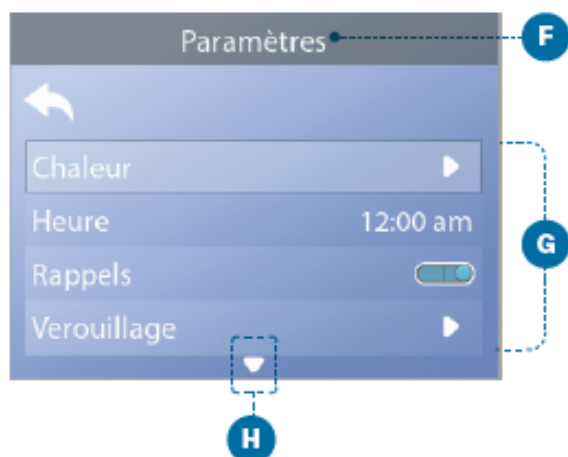 Paramètres
F
Chaleur
Heure 12:00 am
G
Rappels
Verouillage
H